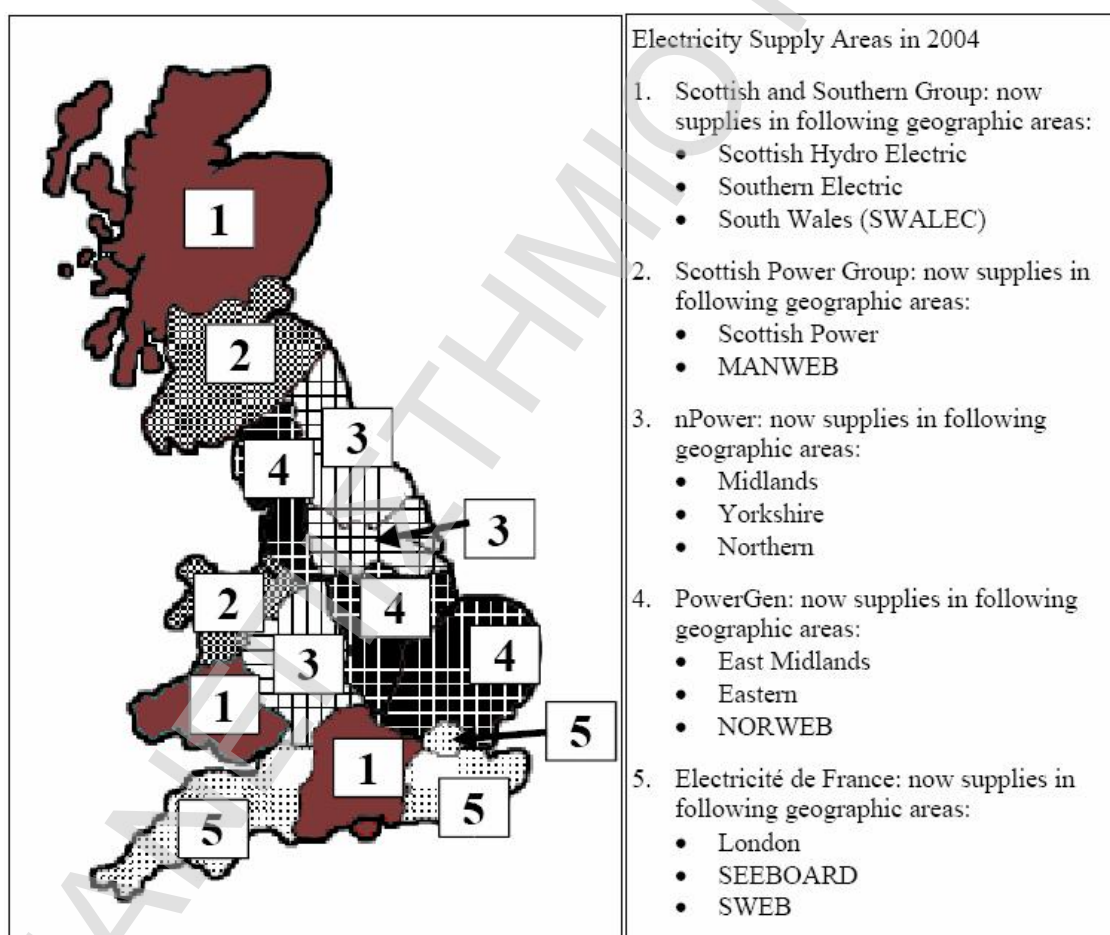 1
2
3
4
3
2
4
4
3
1
5
1
5
5
Electricity Supply Areas in 2004
1. Scottish and Southern Group: now
supplies in following geographic areas:
• Scottish Hydro Electric
• Southern Electric
• South Wales (SWALEC)
2. Scottish Power Group: now supplies in
following geographic areas:
• Scottish Power
• MANWEB
3. nPower: now supplies in following
geographic areas:
• Midlands
• Yorkshire
• Northern
4. PowerGen: now supplies in following
geographic areas:
• East Midlands
• Eastern
• NORWEB
5. Electricité de France: now supplies in
following geographic areas:
• London
• SEEBOARD
• SWEB